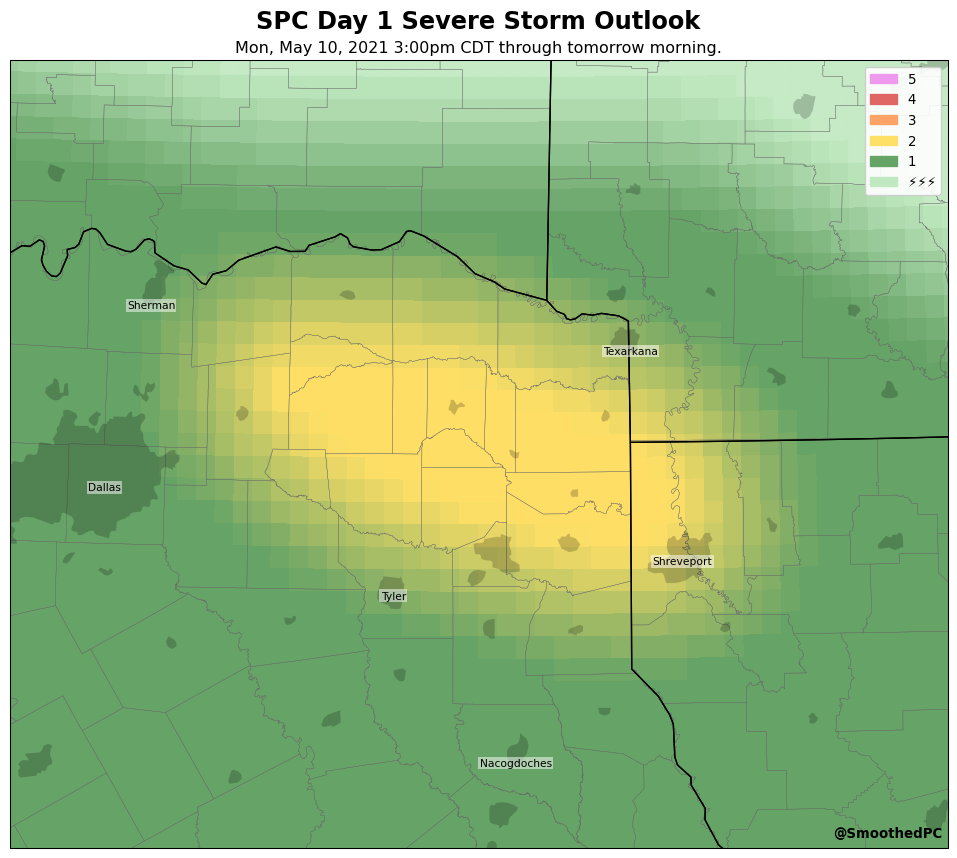 SPC Day 1 Severe Storm Outlook
Mon, May 10, 2021 3:00pm CDT through tomorrow morning.
5
4
3
2
1
⚡⚡⚡
Sherman
Texarkana
Dallas
Shreveport
Tyler
Nacogdoches
@SmoothedPC